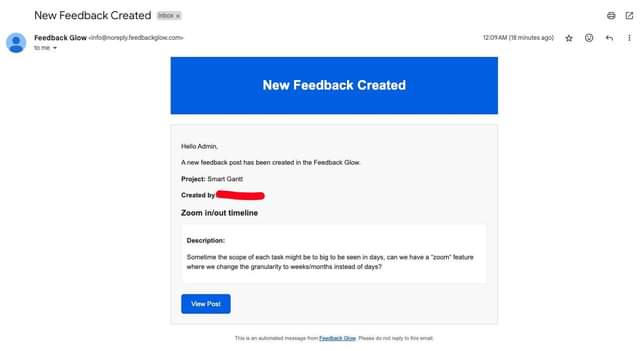 New Feedback Created Inbox x
Feedback Glow <info@noreply.feedbackglow.com>
12:09 AM (18 minutes ago)
to me
New Feedback Created
Hello Admin,
A new feedback post has been created in the Feedback Glow.
Project: Smart Gantt
Created by
Zoom in/out timeline
Description:
Sometime the scope of each task might be to big to be seen in days, can we have a "zoom" feature
where we change the granularity to weeks/months instead of days?
View Post
This is an automated message from Feedback Glow. Please do not reply to this email.